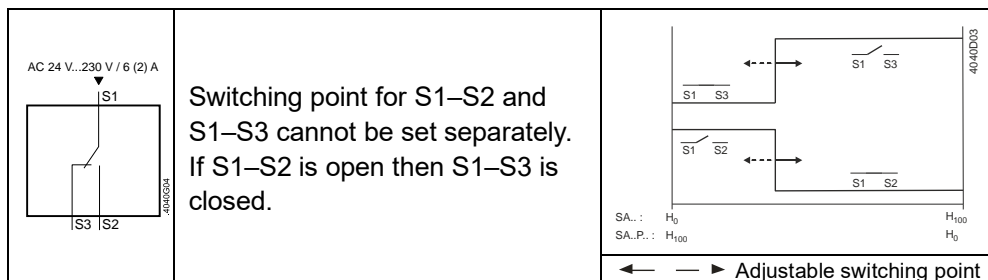 AC 24 V...230 V / 6 (2) A
S1
S3 S2
.4040G04
Switching point for S1–S2 and
S1–S3 cannot be set separately.
If S1–S2 is open then S1–S3 is
closed.
S1 S3
S1 S3
4040D03
S1 S2
S1 S2
SA.. : H0 H100
SA..P.. : H100 H0
Adjustable switching point